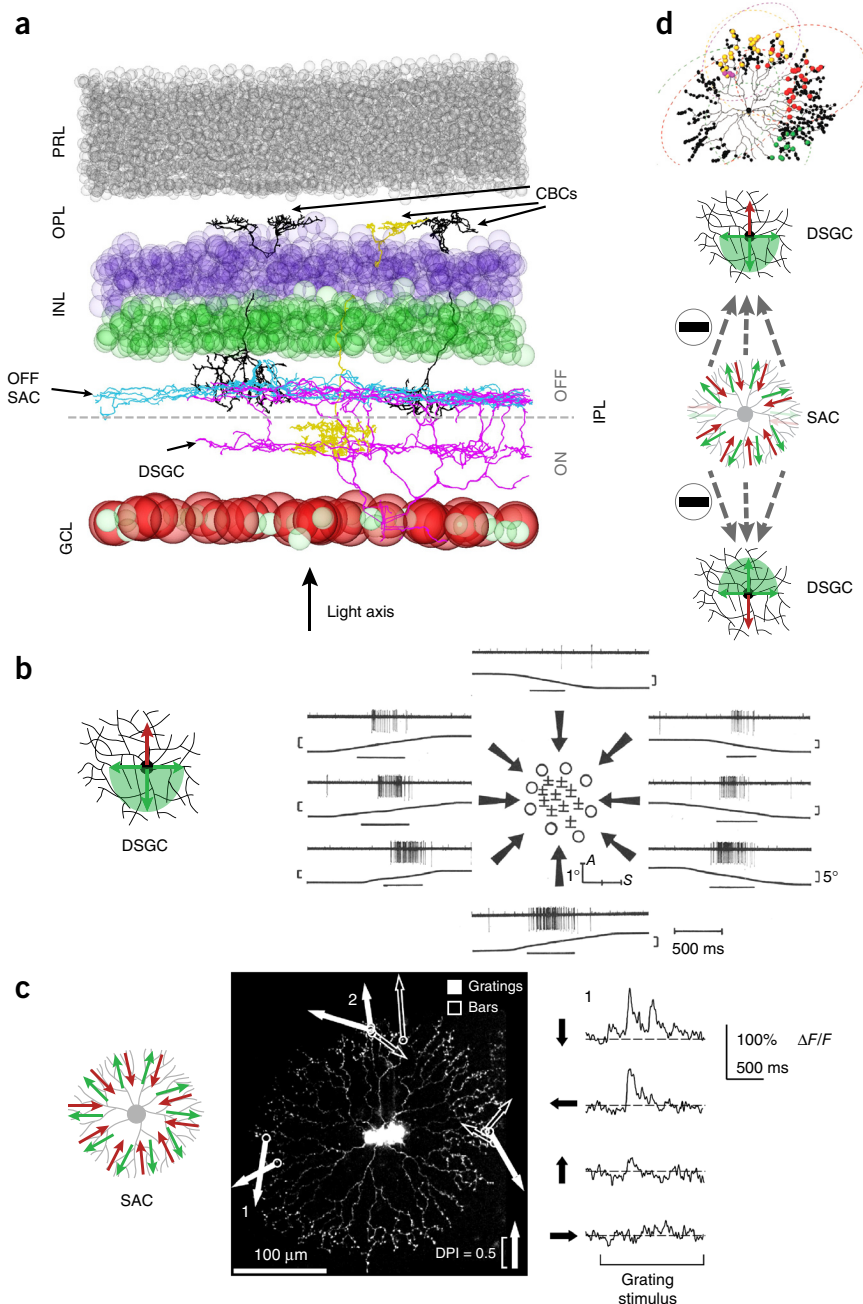 a
PRL
OPL
INL
GCL
CBCs
OFF
SAC
OFF
ON
IPL
DSGC
Light axis
d
DSGC
SAC
DSGC
b
DSGC
A
1°
S
5°
500 ms
c
SAC
2
Gratings
Bars
1
100 µm
DPI = 0.5
1
100% ΔF/F
500 ms
Grating
stimulus